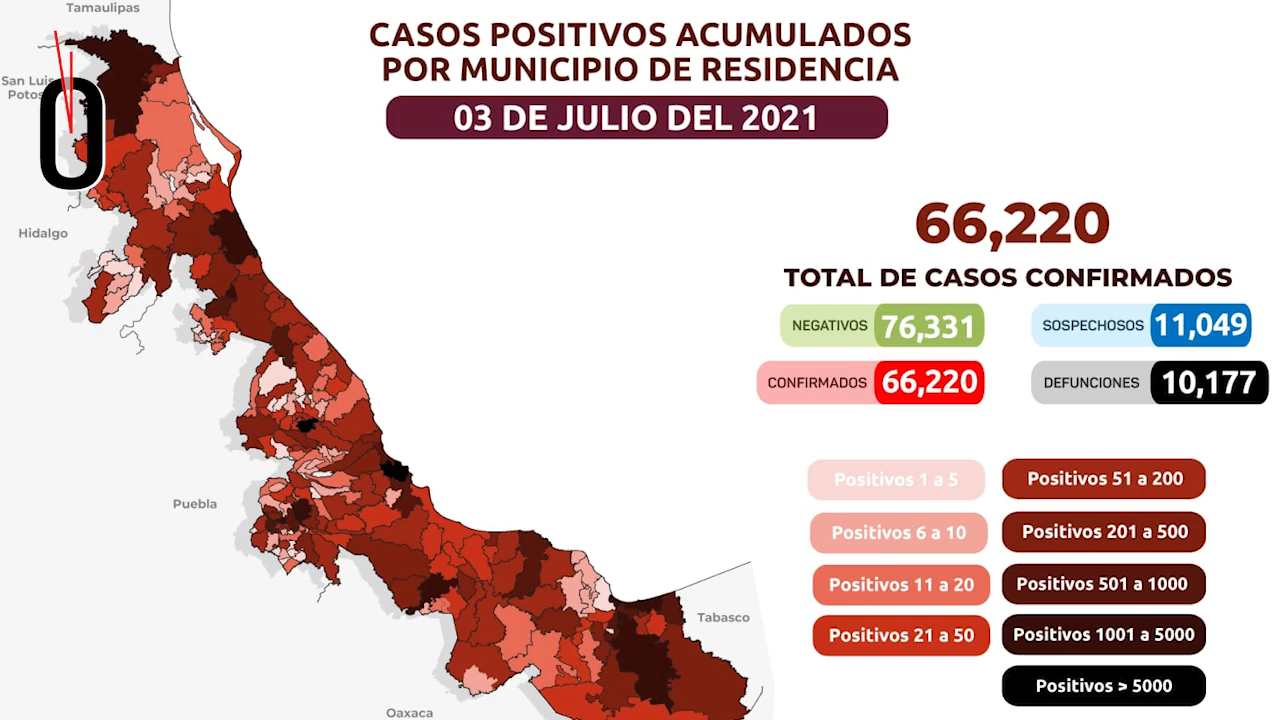 Tamaulipas
CASOS POSITIVOS ACUMULADOS
POR MUNICIPIO DE RESIDENCIA
03 DE JULIO DEL 2021
San Luis
Potos
0
Hidalgo
66,220
TOTAL DE CASOS CONFIRMADOS
NEGATIVOS 76,331
SOSPECHOSOS 11,049
CONFIRMADOS 66,220
DEFUNCIONES 10,177
Puebla
Positivos 1 a 5
Positivos 51 a 200
Positivos 6 a 10
Positivos 201 a 500
Positivos 11 a 20
Positivos 501 a 1000
Positivos 21 a 50
Positivos 1001 a 5000
Positivos > 5000
Tabasco
Oaxaca